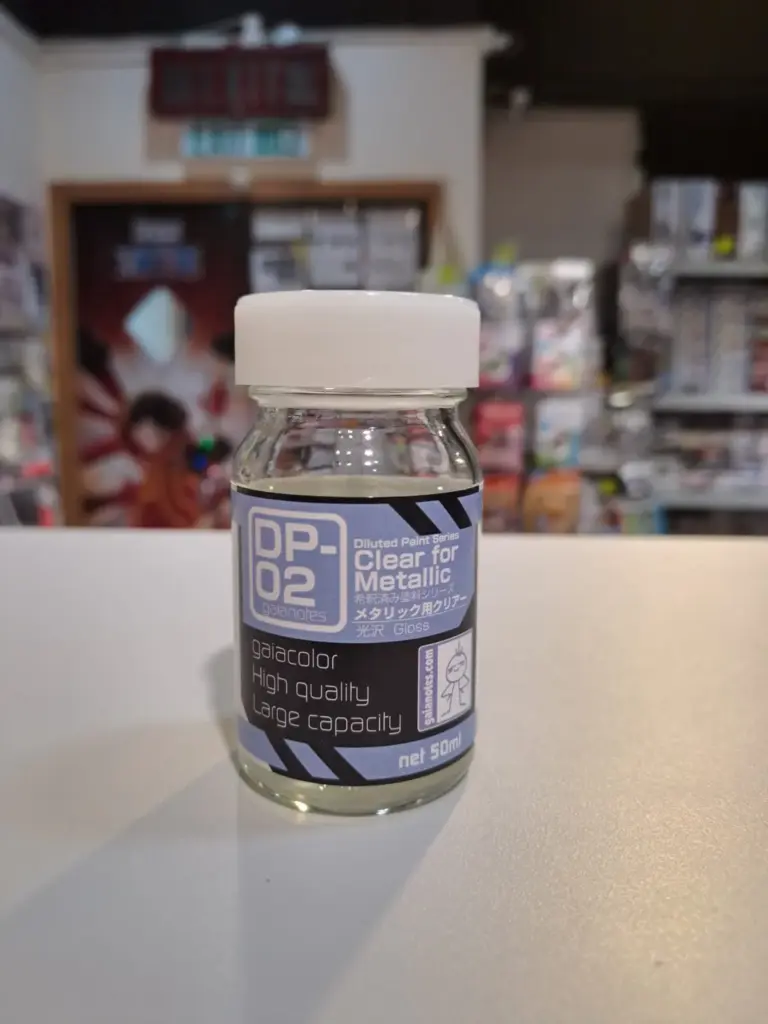 DP-
02
gaianotes
Diluted Paint Series
Clear for
Metallic
希釈済み塗料シリーズ
メタリック用クリアー
光沢 Gloss
gaiacolor
High quality
Large capacity
gaianotes.com
net 50ml